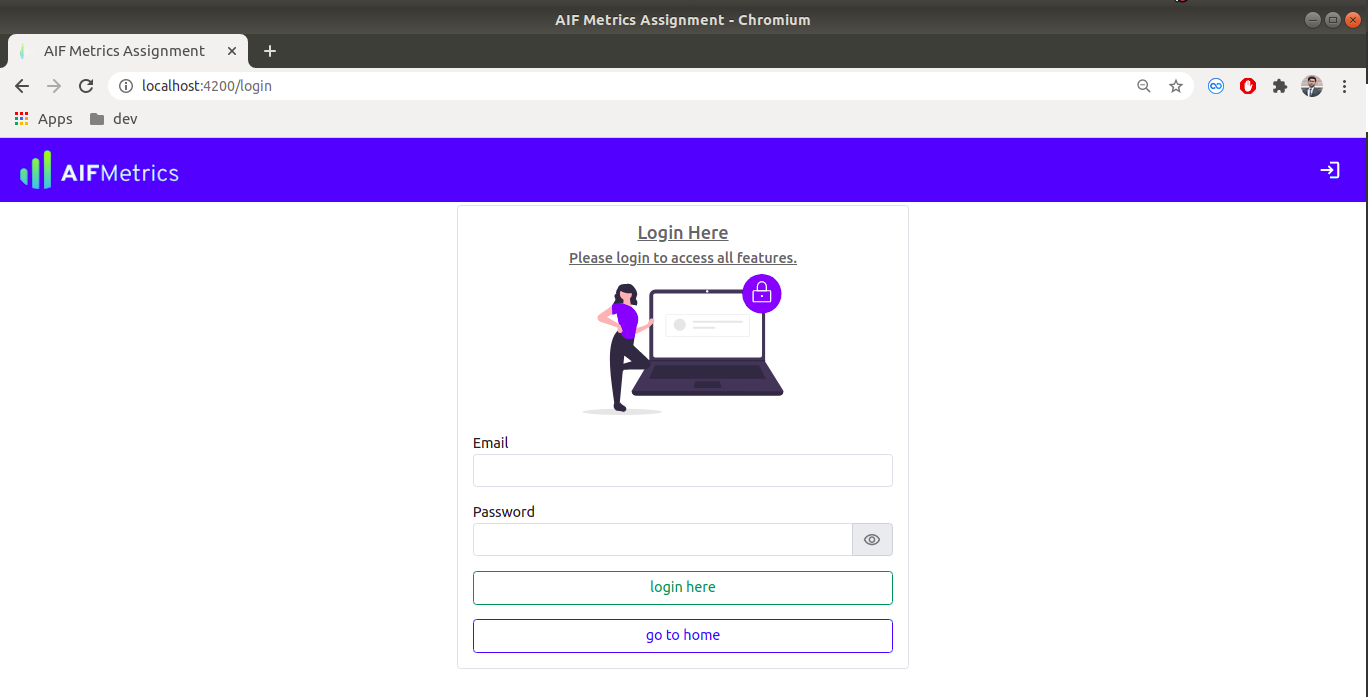 AIF Metrics Assignment - Chromium
AIF Metrics Assignment
localhost:4200/login
Apps dev
AIFMetrics
Login Here
Please login to access all features.
Email
Password
login here
go to home